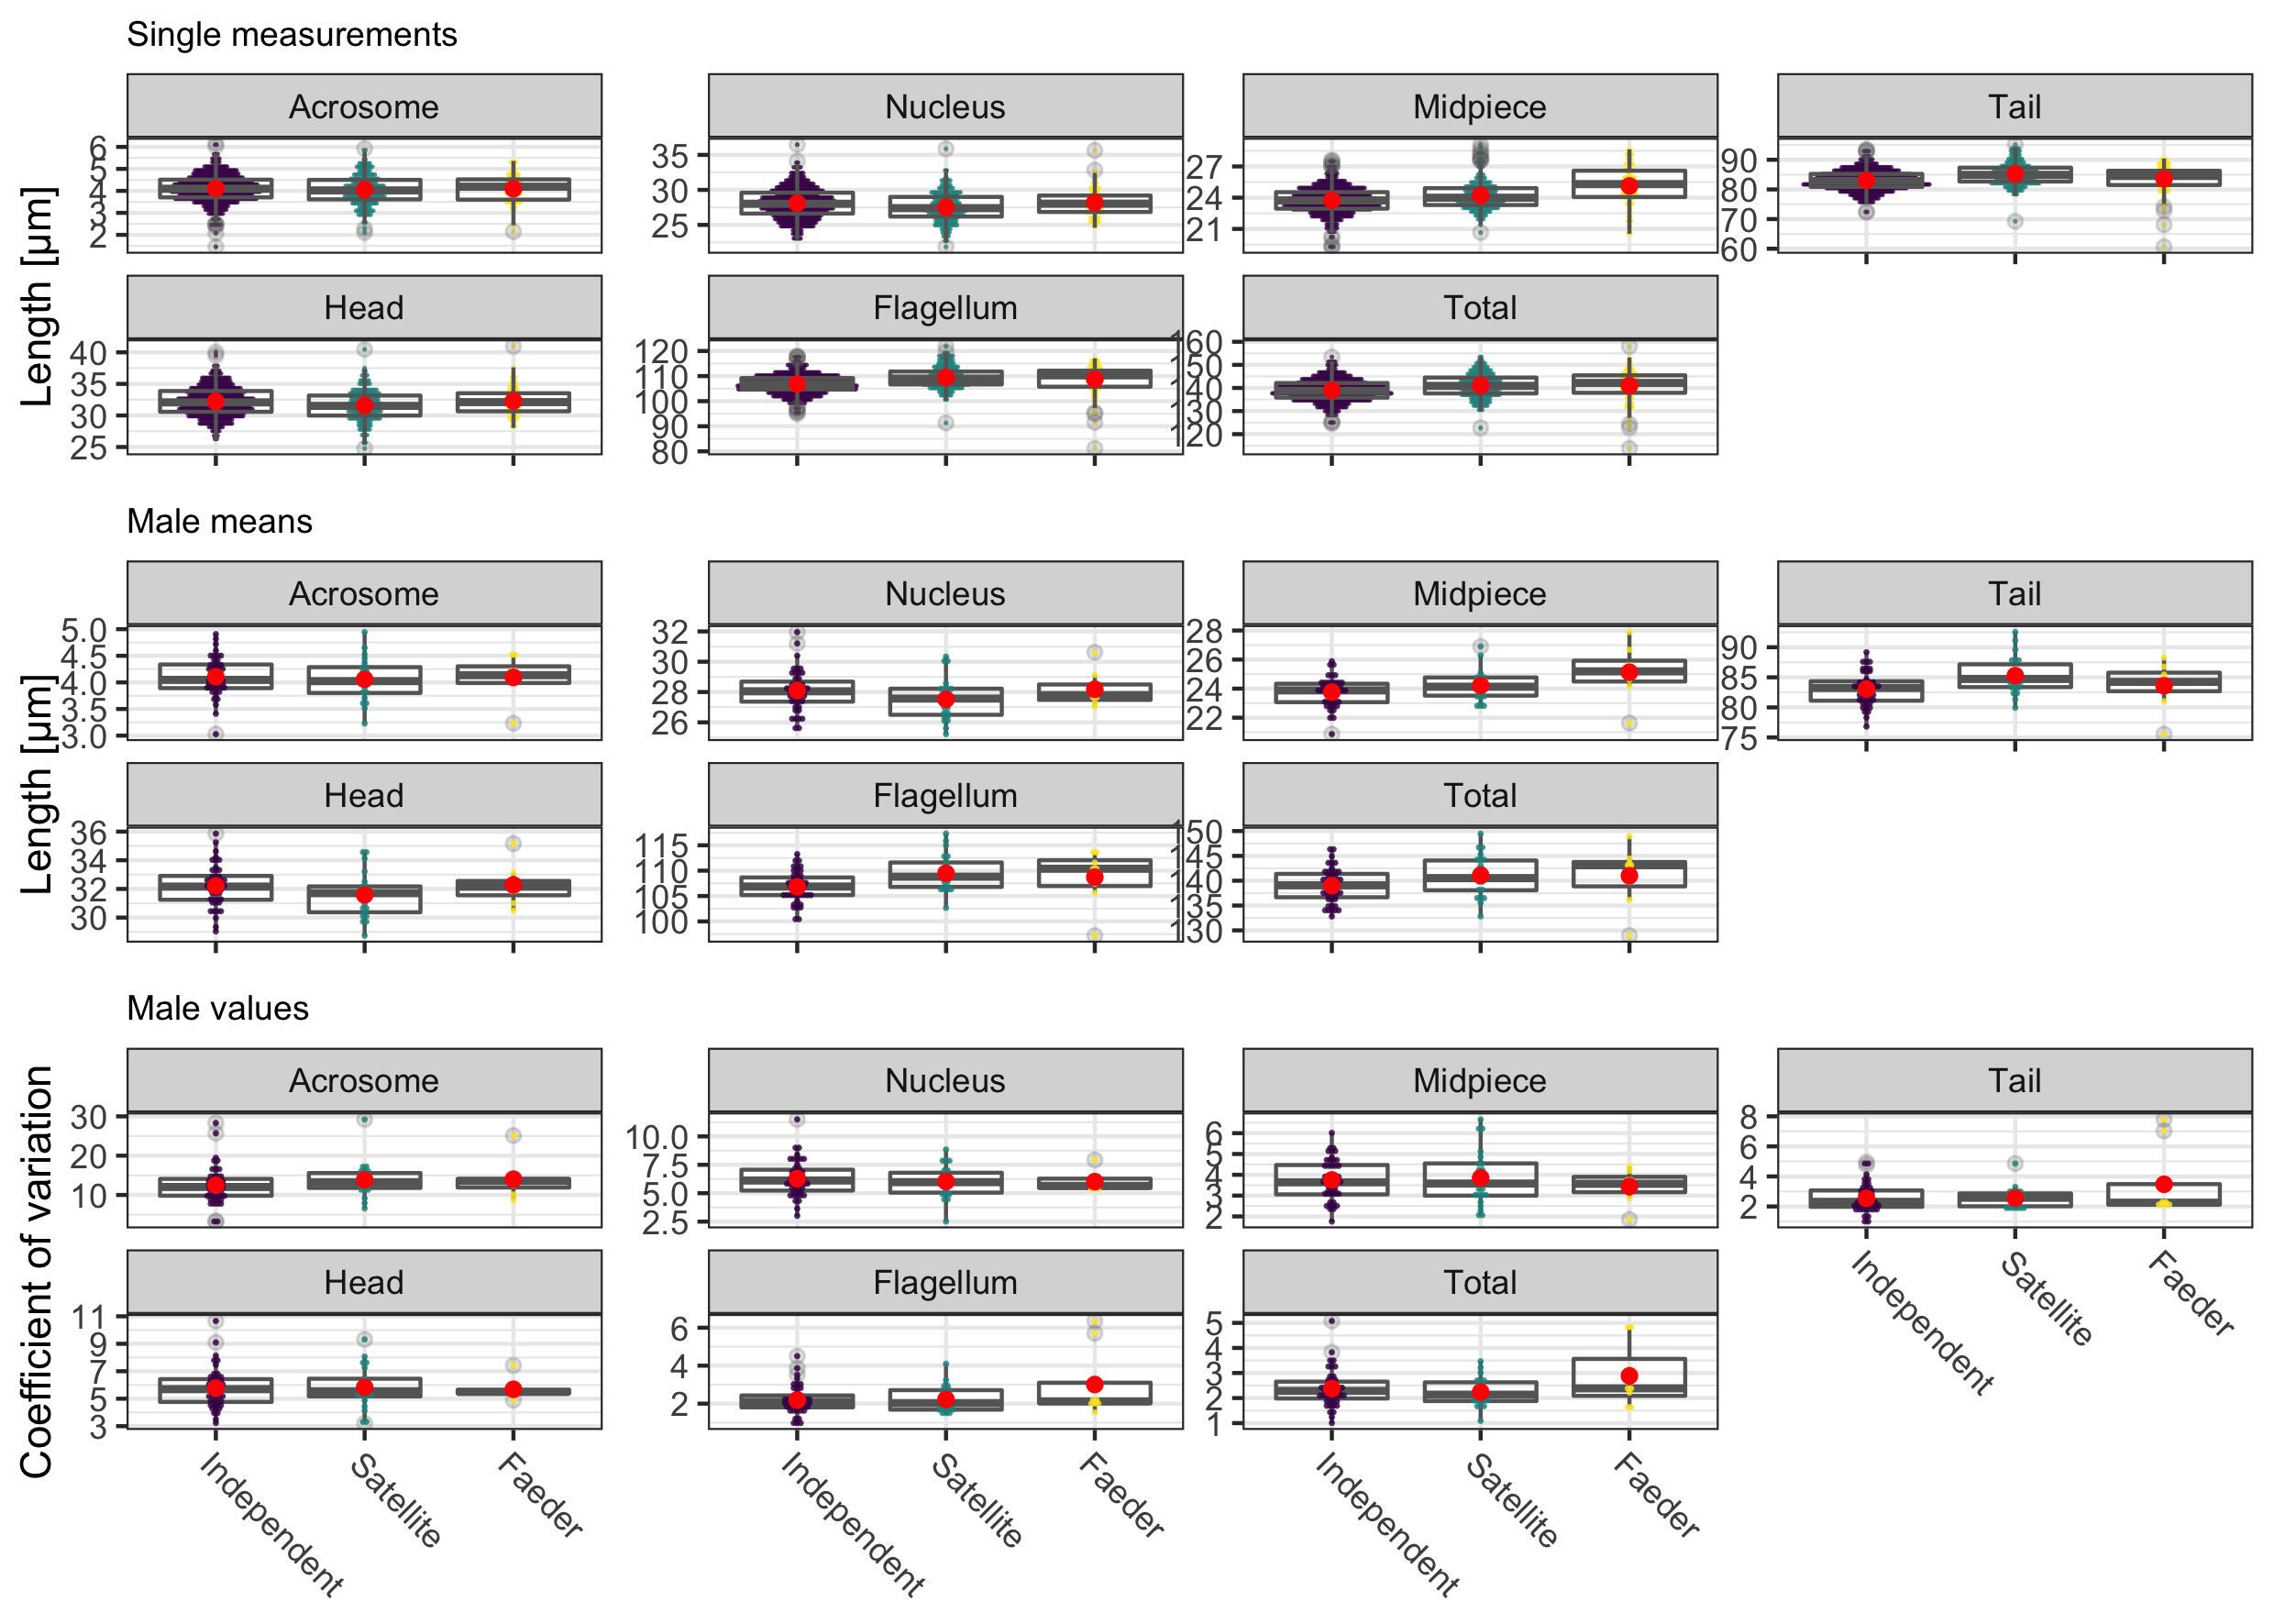 Single measurements
Acrosome Nucleus Midpiece Tail
6 5 4 3 2
35 30 25
27 24 21
90 80 70 60
Length [µm]
Head Flagellum Total
40 35 30 25
120 110 100 90 80
160 150 140 130 120
Male means
Acrosome Nucleus Midpiece Tail
5.0 4.5 4.0 3.5 3.0
32 30 28 26
28 26 24 22
90 85 80 75
Length [µm]
Head Flagellum Total
36 34 32 30
115 110 105 100
150 145 140 135 130
Male values
Acrosome Nucleus Midpiece Tail
30 20 10
10.0 7.5 5.0 2.5
6 5 4 3 2
8 6 4 2
Coefficient of variation
Independent Satellite Faeder
Head Flagellum Total
11 9 7 5 3
6 4 2
5 4 3 2 1
Independent Satellite Faeder
Independent Satellite Faeder
Independent Satellite Faeder